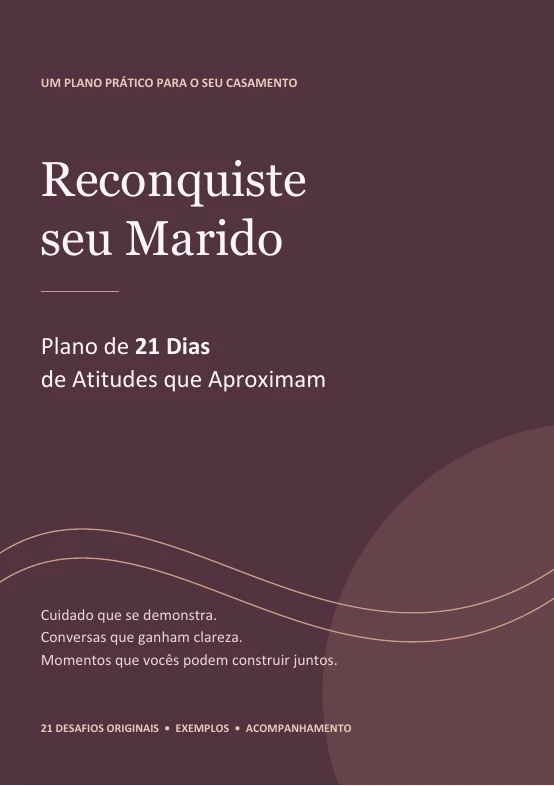 UM PLANO PRÁTICO PARA O SEU CASAMENTO
Reconquiste
seu Marido
Plano de 21 Dias
de Atitudes que Aproximam
Cuidado que se demonstra.
Conversas que ganham clareza.
Momentos que vocês podem construir juntos.
21 DESAFIOS ORIGINAIS • EXEMPLOS • ACOMPANHAMENTO